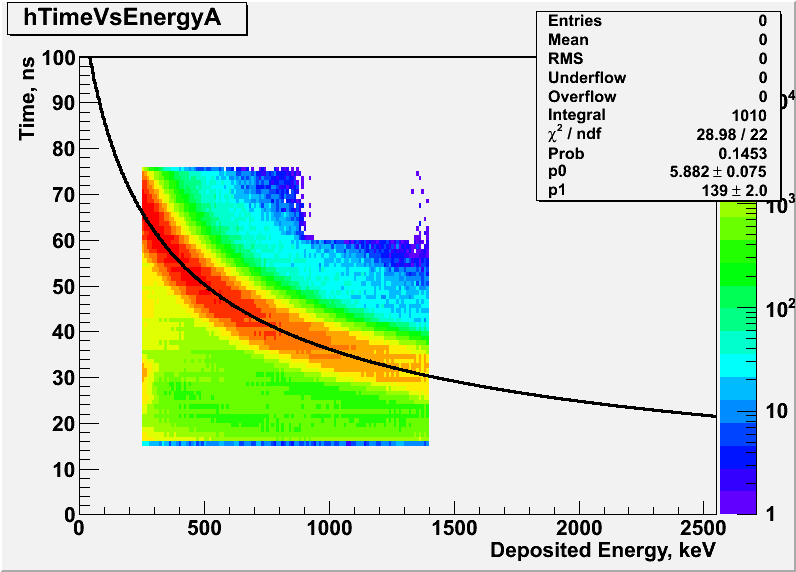 hTimeVsEnergyA
Entries 0
Mean 0
RMS 0
Underflow 0
Overflow 0
Integral 1010
χ² / ndf 28.98 / 22
Prob 0.1453
p0 5.882 ± 0.075
p1 139 ± 2.0
Time, ns
100
90
80
70
60
50
40
30
20
10
0
0 500 1000 1500 2000 2500
Deposited Energy, keV
10³
10²
10
1